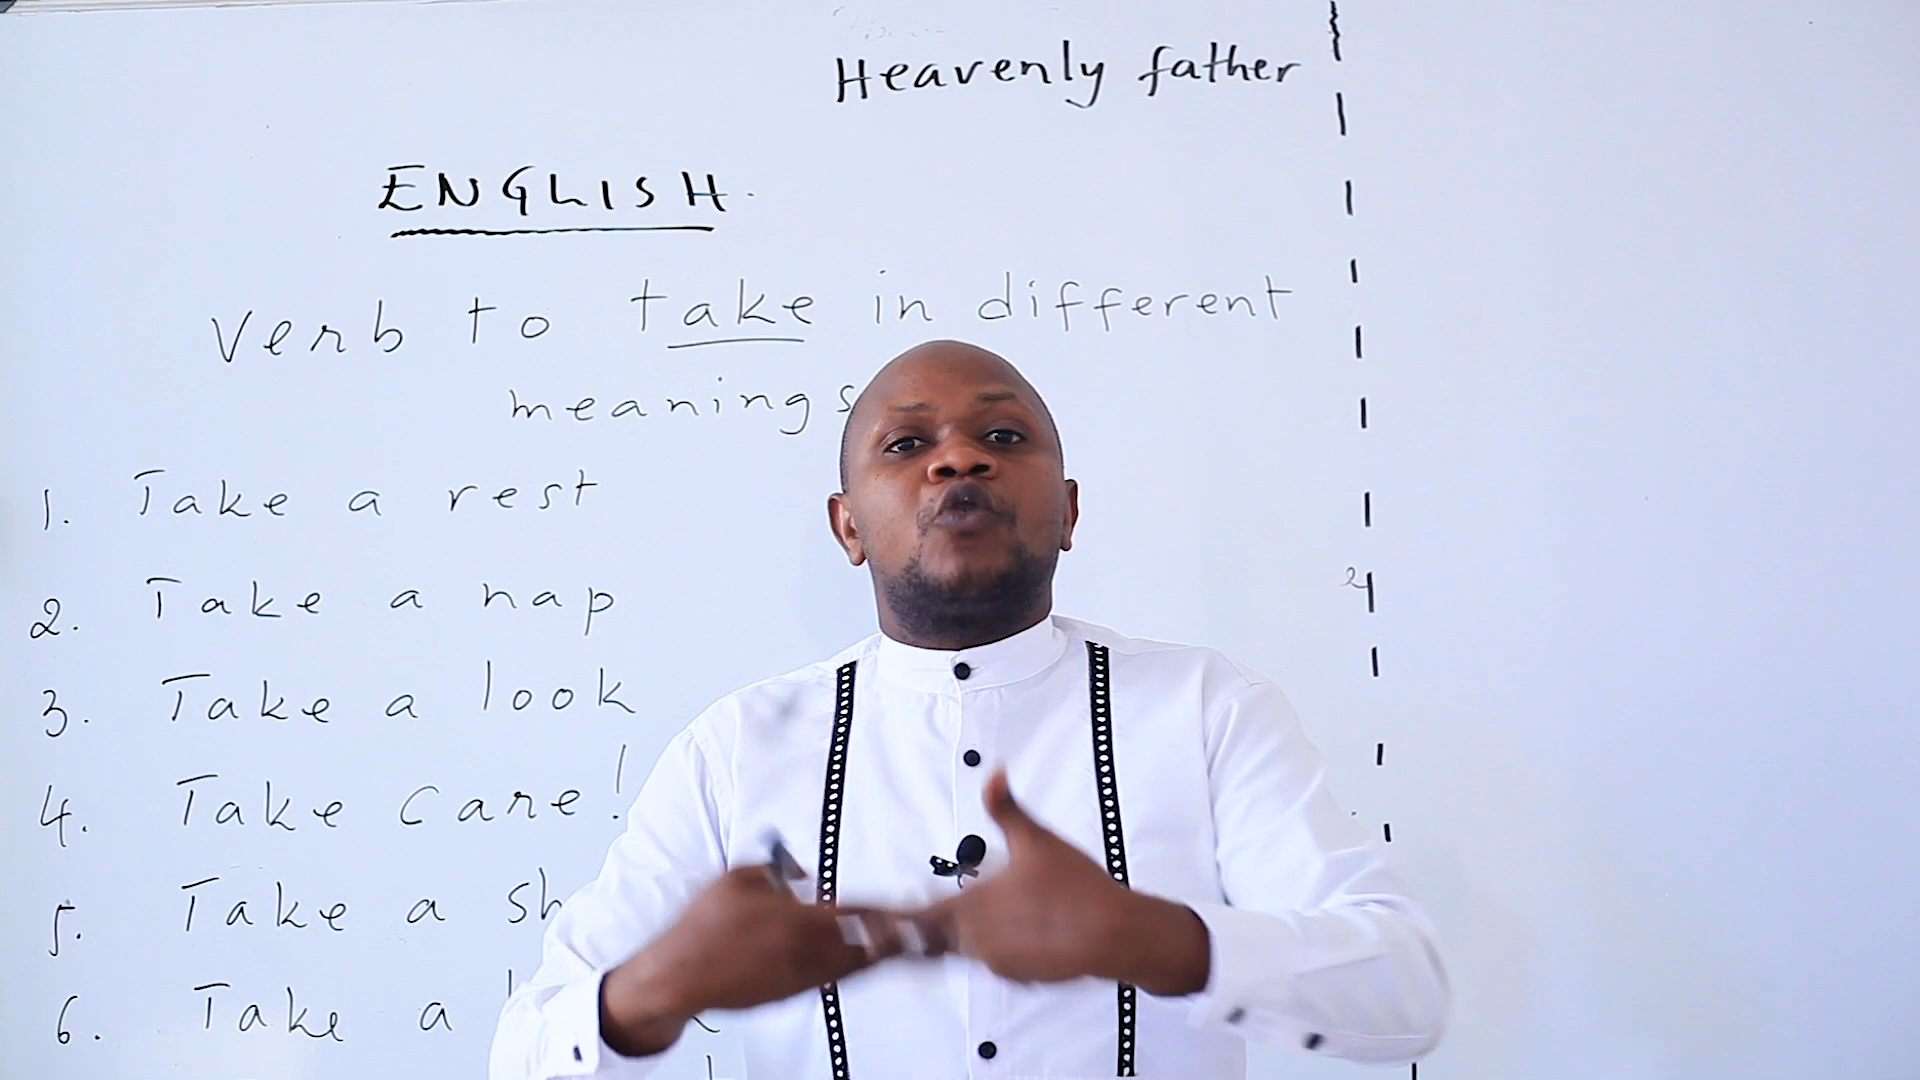 Heavenly father
ENGLISH.
Verb to take in different
meanings
1. Take a rest
2. Take a nap
3. Take a look
4. Take care!
5. Take a
6. Take a